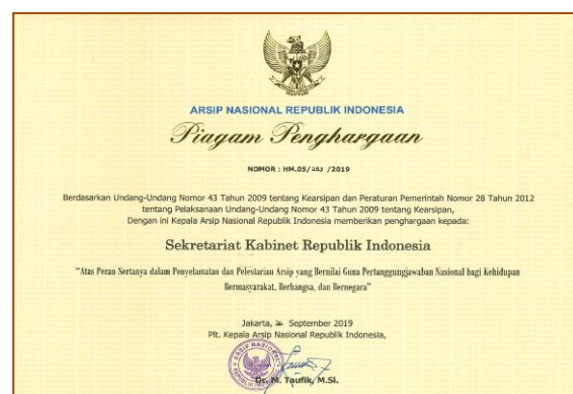 ARSIP NASIONAL REPUBLIK INDONESIA
Piagam Penghargaan
NOMOR : HM.05/ /2019
Berdasarkan Undang-Undang Nomor 43 Tahun 2009 tentang Kearsipan dan Peraturan Pemerintah Nomor 28 Tahun 2012
tentang Pelaksanaan Undang-Undang Nomor 43 Tahun 2009 tentang Kearsipan,
Dengan ini Kepala Arsip Nasional Republik Indonesia memberikan penghargaan kepada:
Sekretariat Kabinet Republik Indonesia
"Atas Peran Sertanya dalam Penyelamatan dan Pelestarian Arsip yang Bernilai Guna Pertanggungjawaban Nasional bagi Kehidupan
Bermasyarakat, Berbangsa, dan Bernegara"
Jakarta, September 2019
Plt. Kepala Arsip Nasional Republik Indonesia,
ARSIP NASIONAL
Dr. M. Taufik, M.Si.